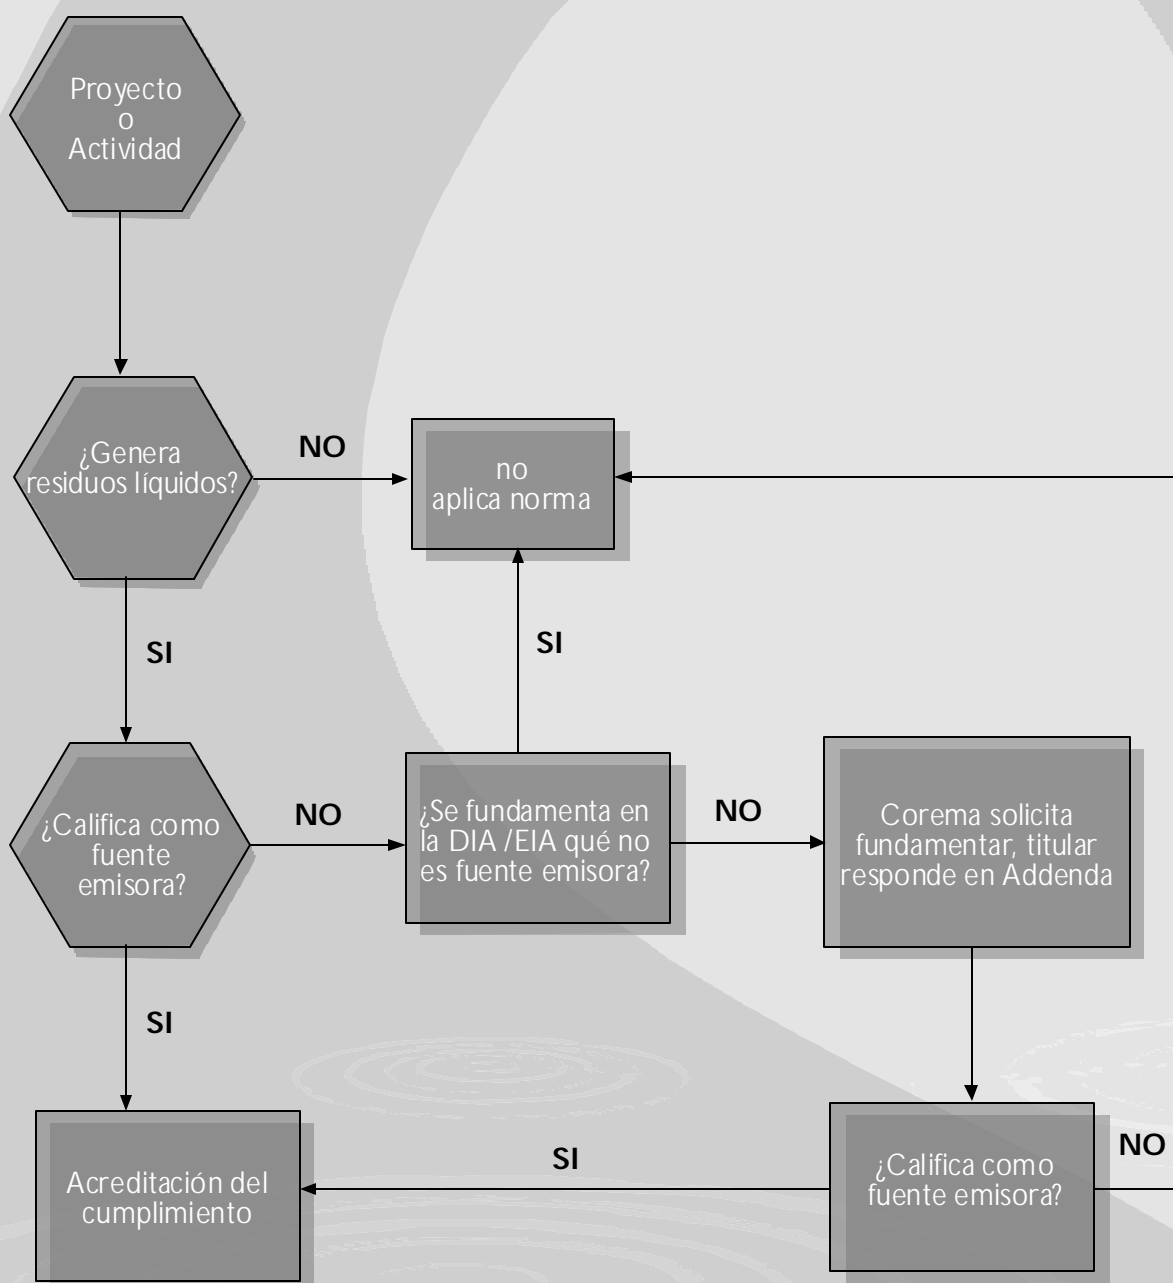 Proyecto
o
Actividad
¿Genera
residuos líquidos?
NO
no
aplica norma
SI
SI
¿Califica como
fuente
emisora?
NO
¿Se fundamenta en
la DIA /EIA qué no
es fuente emisora?
NO
Corema solicita
fundamentar, titular
responde en Addenda
SI
Acreditación del
cumplimiento
SI
¿Califica como
fuente emisora?
NO